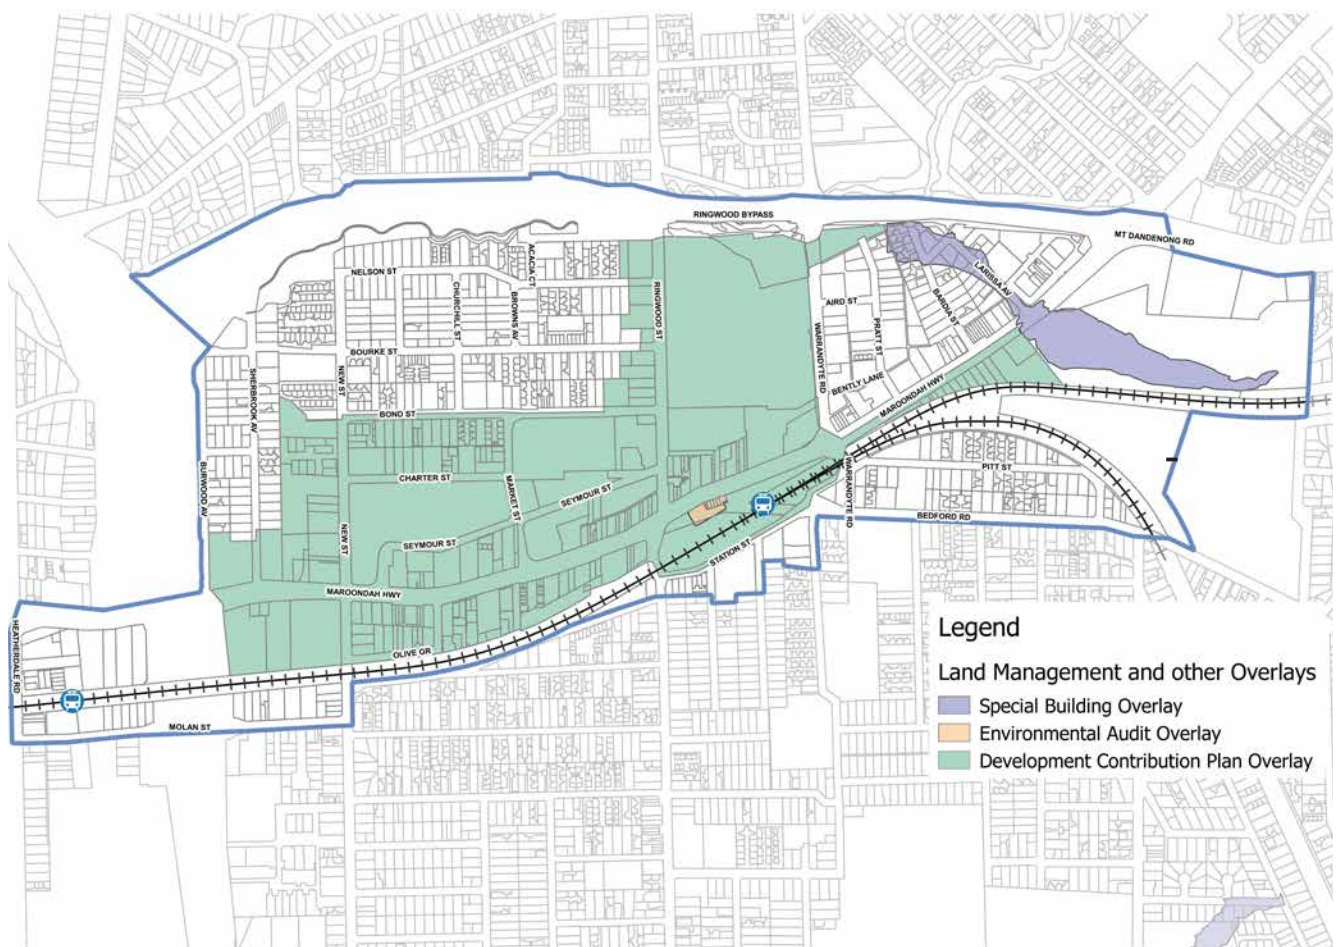 RINGWOOD BYPASS
MT DANDENONG RD
ACACIA CT
NELSON ST
LARISSA AV
CHURCHILL ST
BROWNS AV
RINGWOOD ST
AIRD ST
BARDIA ST
PRATT ST
WARRANDYTE RD
BOURKE ST
SHERBROOK AV
NEW ST
BENTLY LANE
MAROONDAH HWY
BOND ST
BURWOOD AV
CHARTER ST
MARKET ST
SEYMOUR ST
WARRANDYTE RD
PITT ST
BEDFORD RD
NEW ST
SEYMOUR ST
STATION ST
MAROONDAH HWY
HEATHERDALE RD
OLIVE GR
MOLAN ST
Legend
Land Management and other Overlays
Special Building Overlay
Environmental Audit Overlay
Development Contribution Plan Overlay